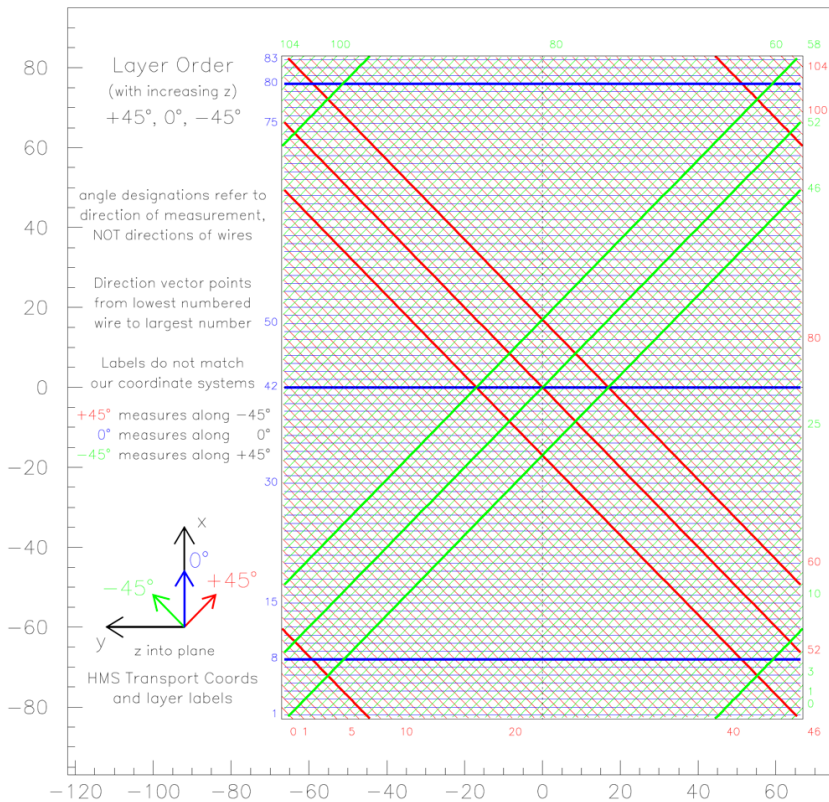 104 100 80 60 58
Layer Order
(with increasing z)
+45°, 0°, −45°
angle designations refer to
direction of measurement,
NOT directions of wires
Direction vector points
from lowest numbered
wire to largest number
Labels do not match
our coordinate systems
+45° measures along −45°
0° measures along 0°
−45° measures along +45°
x
0°
−45°
+45°
y
z into plane
HMS Transport Coords
and layer labels
83
80
75
50
42
30
15
8
1
104
100
52
46
80
25
60
10
52
3
1
0
0 1 5 10 20 40 46
80
60
40
20
0
−20
−40
−60
−80
−120 −100 −80 −60 −40 −20 0 20 40 60